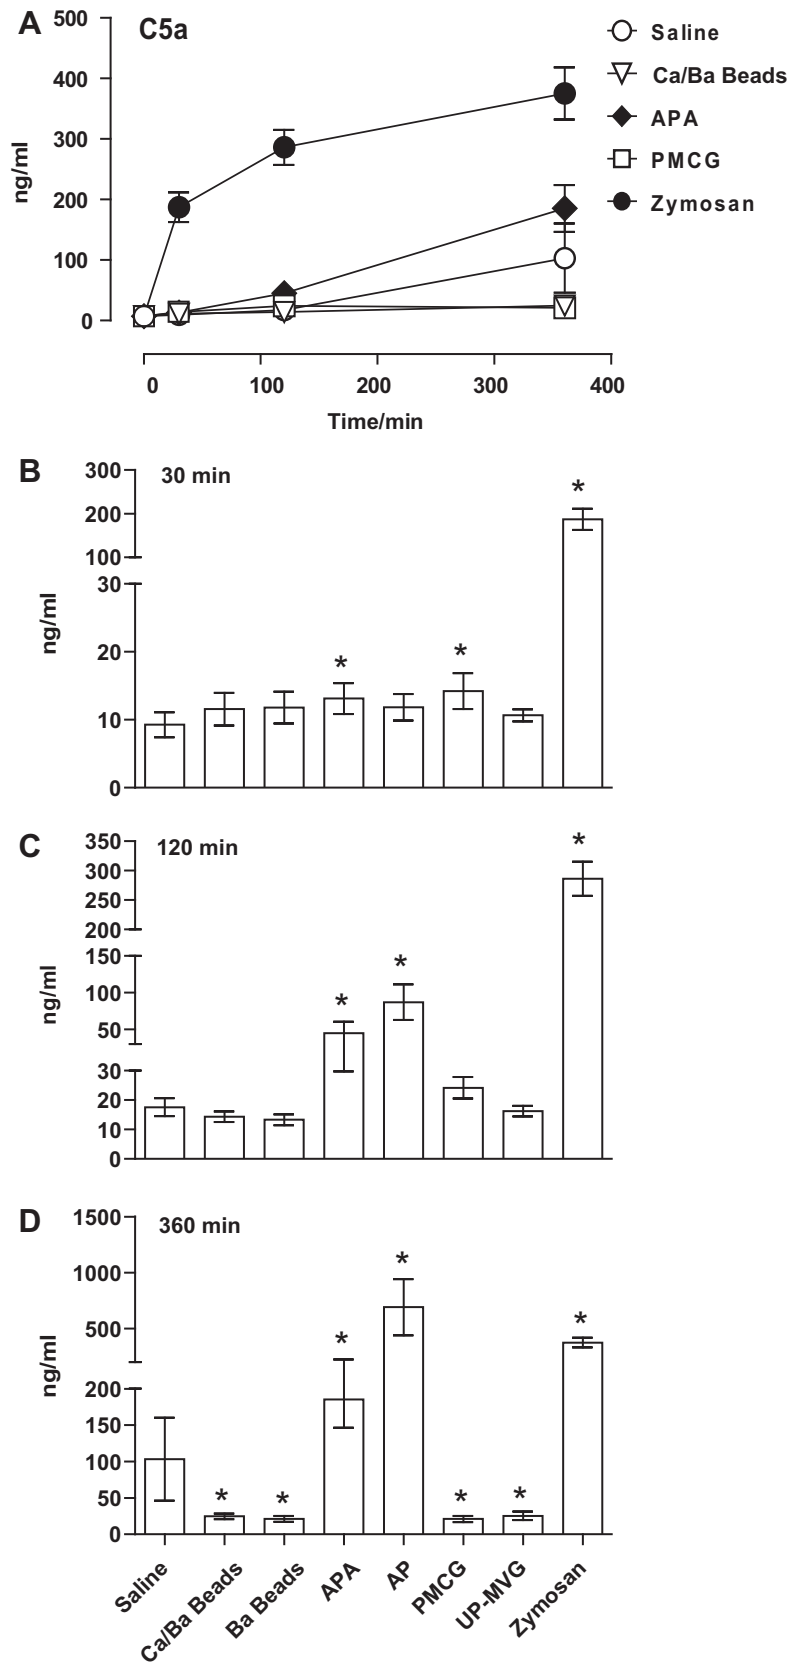 A
C5a
500
400
300
200
100
0
ng/ml
0 100 200 300 400
Time/min
Saline
Ca/Ba Beads
APA
PMCG
Zymosan
B
30 min
300
200
100
30
20
10
0
ng/ml
* * *
C
120 min
350
300
250
200
150
100
50
30
20
10
0
ng/ml
* * *
D
360 min
1500
1000
500
200
150
100
50
0
ng/ml
* * * * * * *
Saline
Ca/Ba Beads
Ba Beads
APA
AP
PMCG
UP-MVG
Zymosan